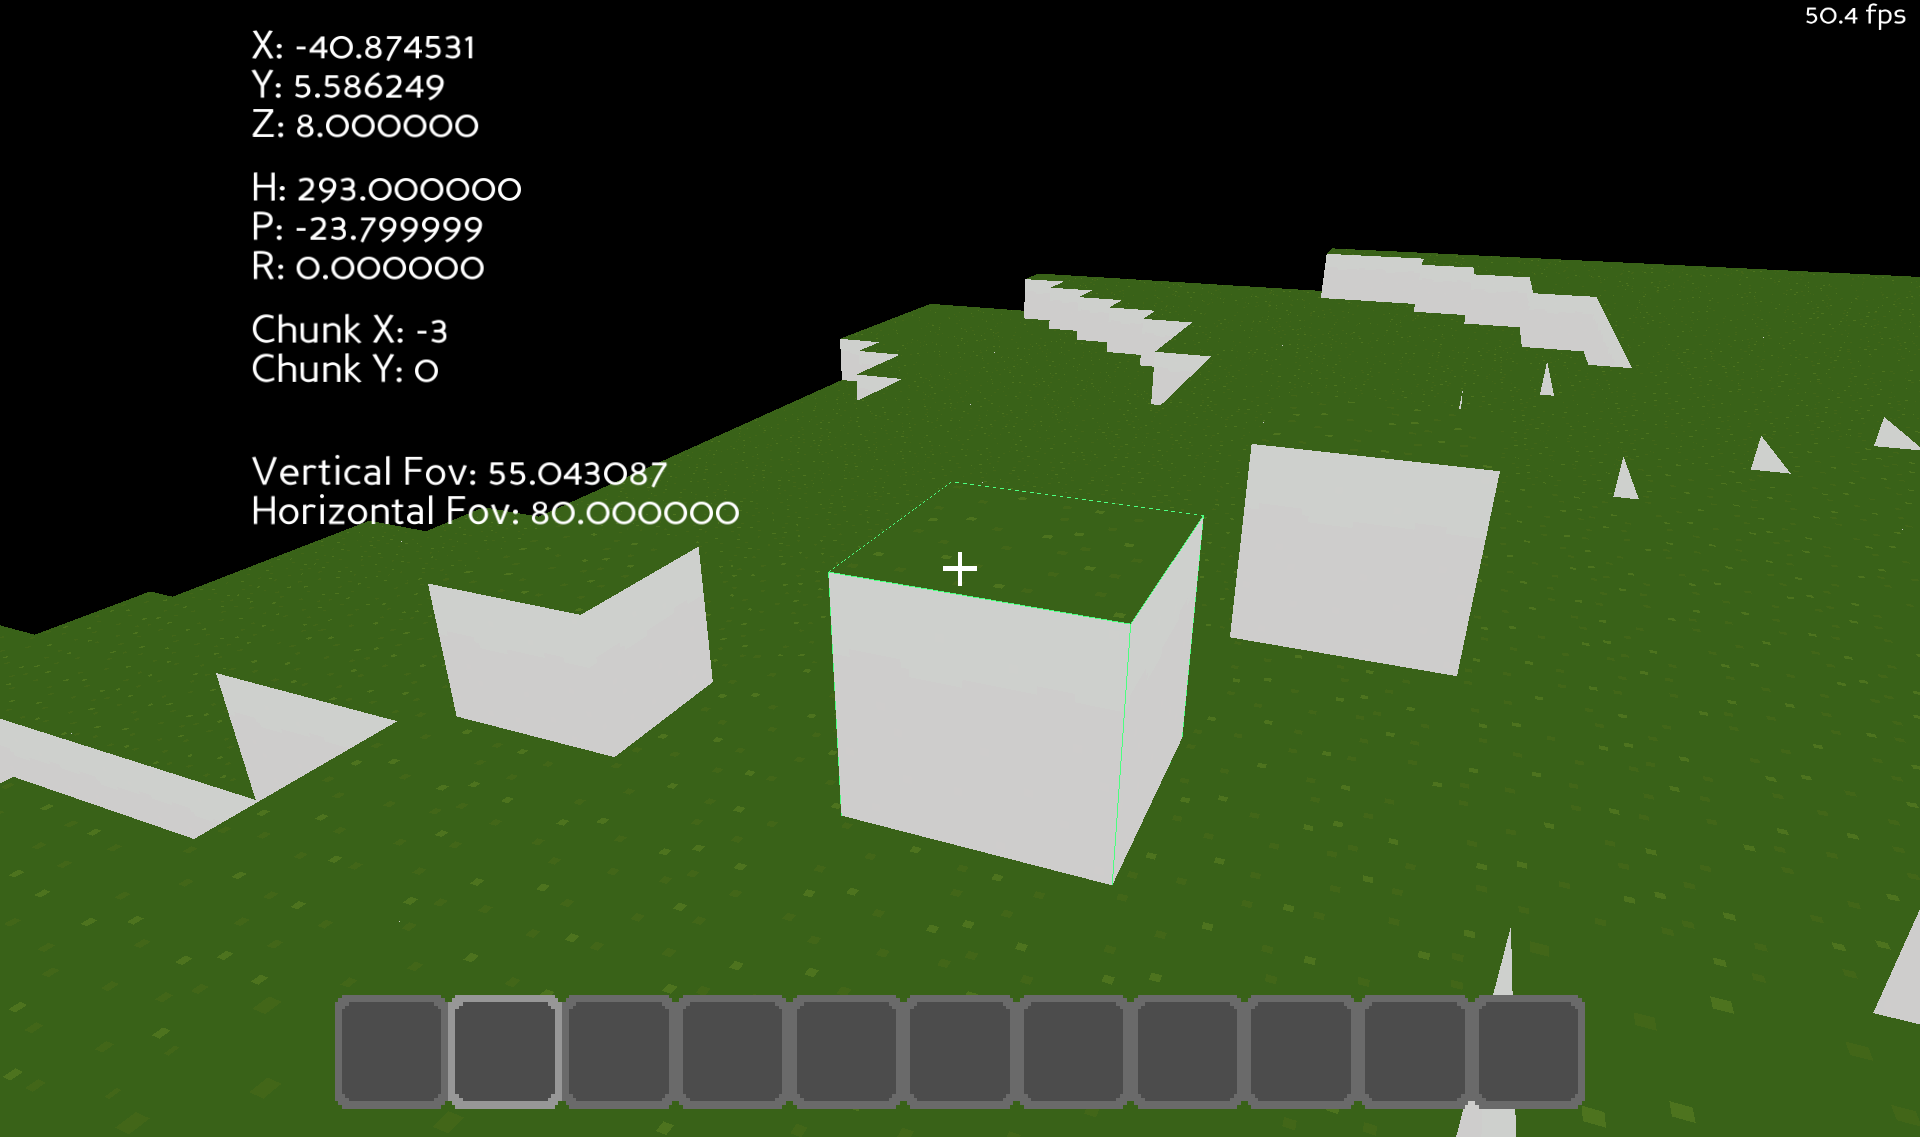 50.4 fps
X: -40.874531
Y: 5.586249
Z: 8.000000
H: 293.000000
P: -23.799999
R: 0.000000
Chunk X: -3
Chunk Y: 0
Vertical Fov: 55.043087
Horizontal Fov: 80.000000